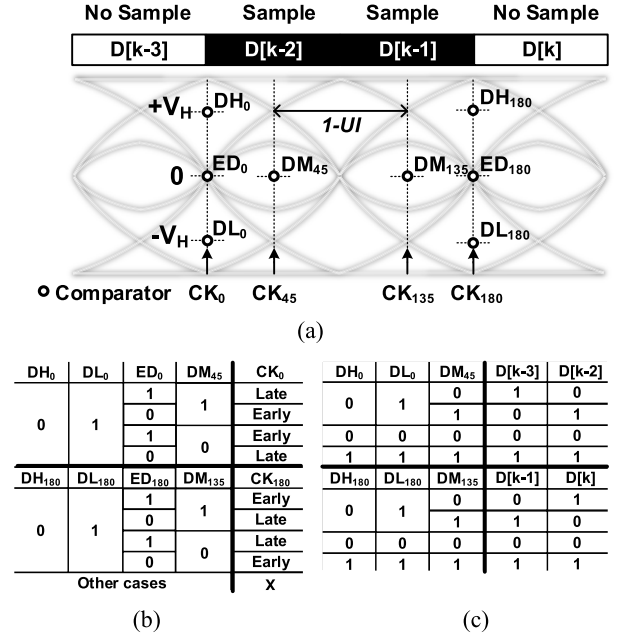 No Sample Sample Sample No Sample
D[k-3] D[k-2] D[k-1] D[k]
+V_H DH₀ DH₁₈₀
1-UI
0 ED₀ DM₄₅ DM₁₃₅ ED₁₈₀
-V_H DL₀ DL₁₈₀
Comparator CK₀ CK₄₅ CK₁₃₅ CK₁₈₀
(a)
DH₀ DL₀ ED₀ DM₄₅ CK₀
0 1 1 1 Late
0 Early
1 0 Early
0 Late
DH₁₈₀ DL₁₈₀ ED₁₈₀ DM₁₃₅ CK₁₈₀
0 1 1 1 Early
0 Late
1 0 Late
0 Early
Other cases X
(b)
DH₀ DL₀ DM₄₅ D[k-3] D[k-2]
0 1 0 1 0
1 0 1
0 0 0 0 0
1 1 1 1 1
DH₁₈₀ DL₁₈₀ DM₁₃₅ D[k-1] D[k]
0 1 0 0 1
1 1 0
0 0 0 0 0
1 1 1 1 1
(c)